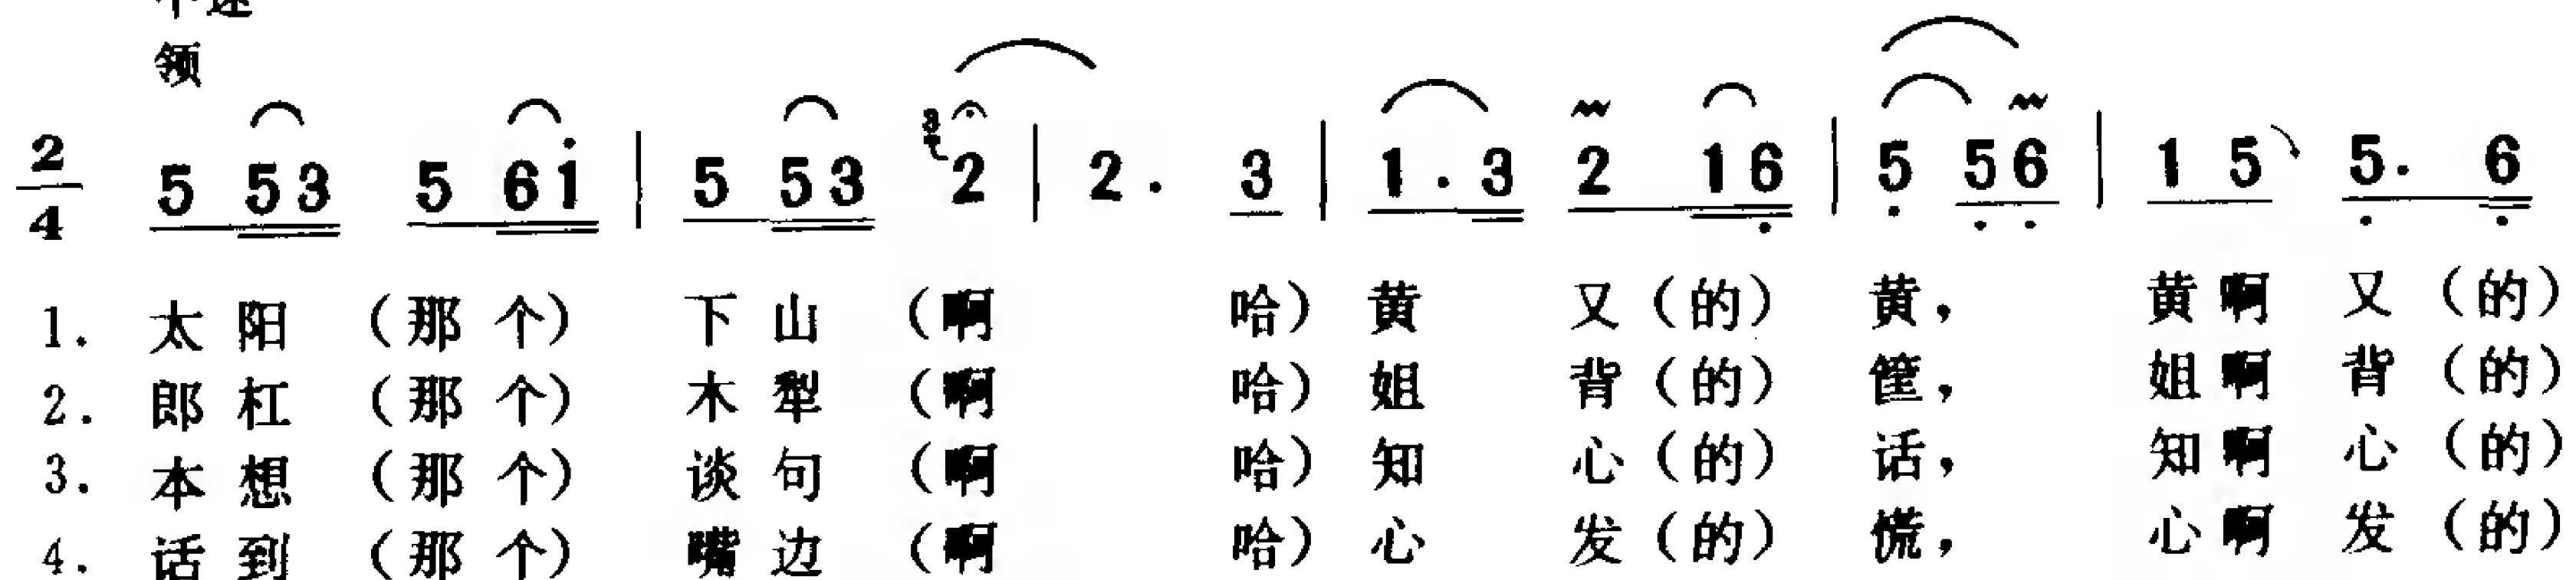 中速
领
2/4 5 53 5 61 | 5 53 3 2 | 2. 3 | 1.3 2 16 | 5 56 | 1 5 5. 6
1. 太阳（那个）下山（啊 哈）黄 又（的）黄，黄啊又（的）
2. 郎杠（那个）木犁（啊 哈）姐 背（的）筐，姐啊背（的）
3. 本想（那个）谈句（啊 哈）知 心（的）话，知啊心（的）
4. 话到（那个）嘴边（啊 哈）心 发（的）慌，心啊发（的）